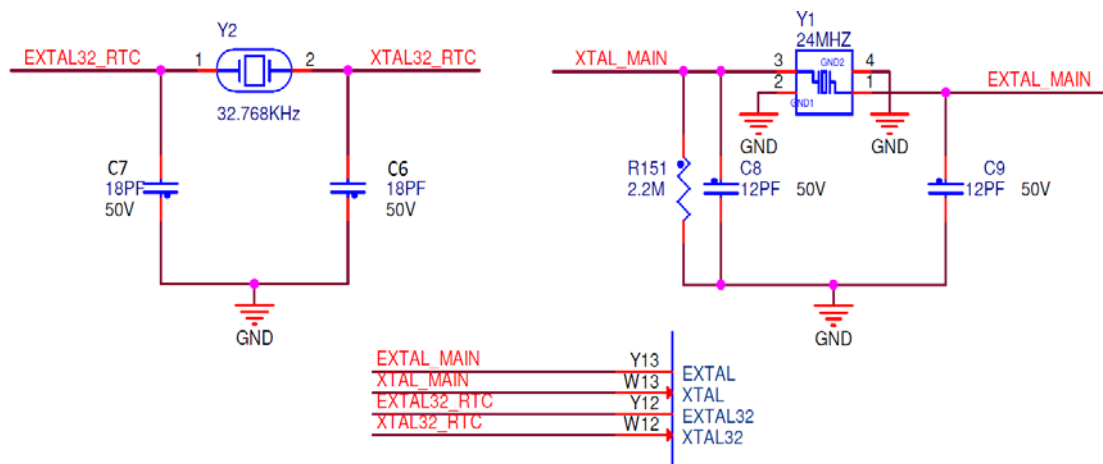 Y2
EXTAL32_RTC
1
2
XTAL32_RTC
32.768KHz
C7
18PF
50V
C6
18PF
50V
GND
Y1
24MHZ
XTAL_MAIN
3
GND2
4
2
GND1
1
EXTAL_MAIN
GND
GND
R151
2.2M
C8
12PF 50V
C9
12PF 50V
GND
EXTAL_MAIN Y13 EXTAL
XTAL_MAIN W13 XTAL
EXTAL32_RTC Y12 EXTAL32
XTAL32_RTC W12 XTAL32